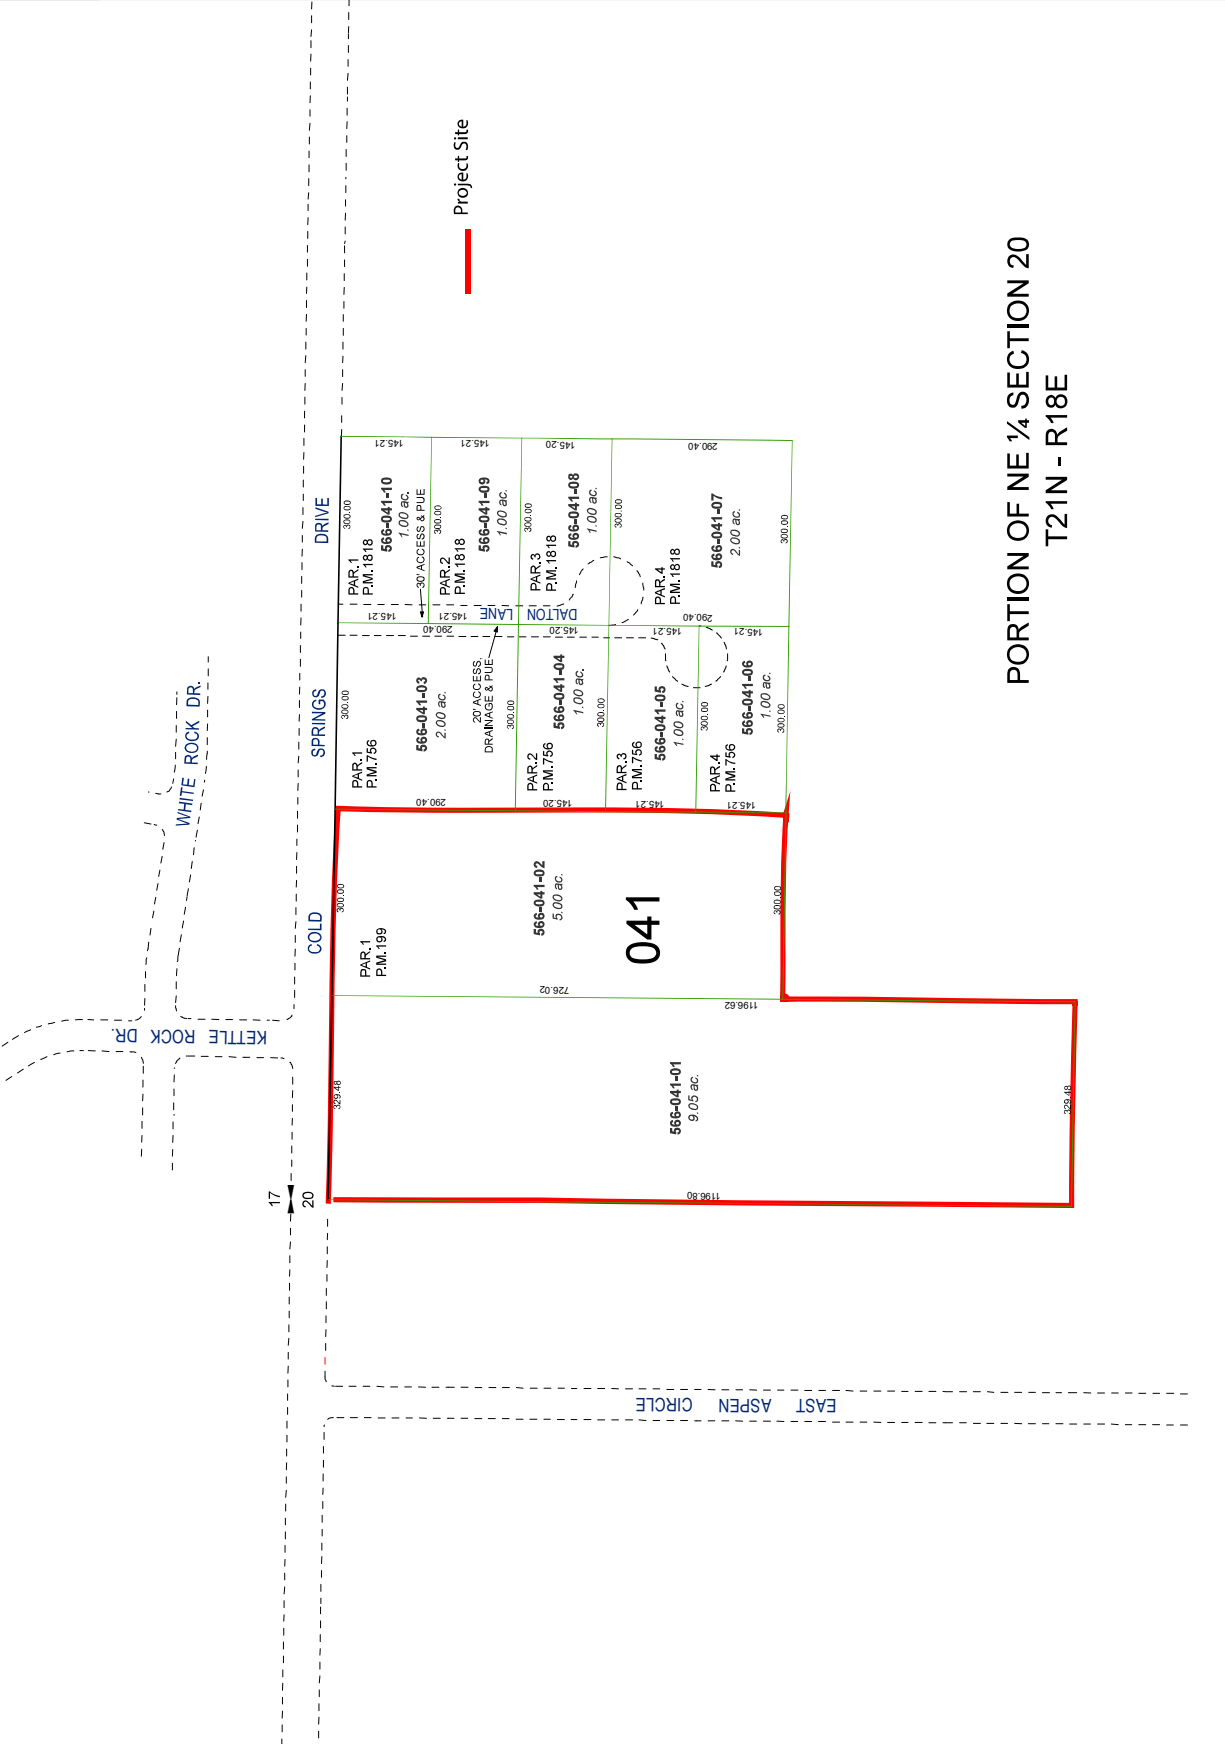 17
20
KETTLE ROCK DR.
WHITE ROCK DR.
COLD SPRINGS DRIVE
EAST ASPEN CIRCLE
DALTON LANE
329.48
566-041-01
9.05 ac.
1196.80
1196.62
329.48
300.00
PAR.1
P.M.199
566-041-02
5.00 ac.
726.02
300.00
041
300.00
PAR.1
P.M.756
566-041-03
2.00 ac.
290.40
290.40
20' ACCESS,
DRAINAGE & PUE
300.00
PAR.2
P.M.756
566-041-04
1.00 ac.
145.20
145.20
300.00
PAR.3
P.M.756
566-041-05
1.00 ac.
145.21
145.21
300.00
PAR.4
P.M.756
566-041-06
1.00 ac.
145.21
145.21
300.00
300.00
PAR.1
P.M.1818
566-041-10
1.00 ac.
145.21
145.21
30' ACCESS & PUE
300.00
PAR.2
P.M.1818
566-041-09
1.00 ac.
145.21
145.21
300.00
PAR.3
P.M.1818
566-041-08
1.00 ac.
145.20
300.00
PAR.4
P.M.1818
566-041-07
2.00 ac.
290.40
290.40
300.00
Project Site
PORTION OF NE ¼ SECTION 20
T21N - R18E